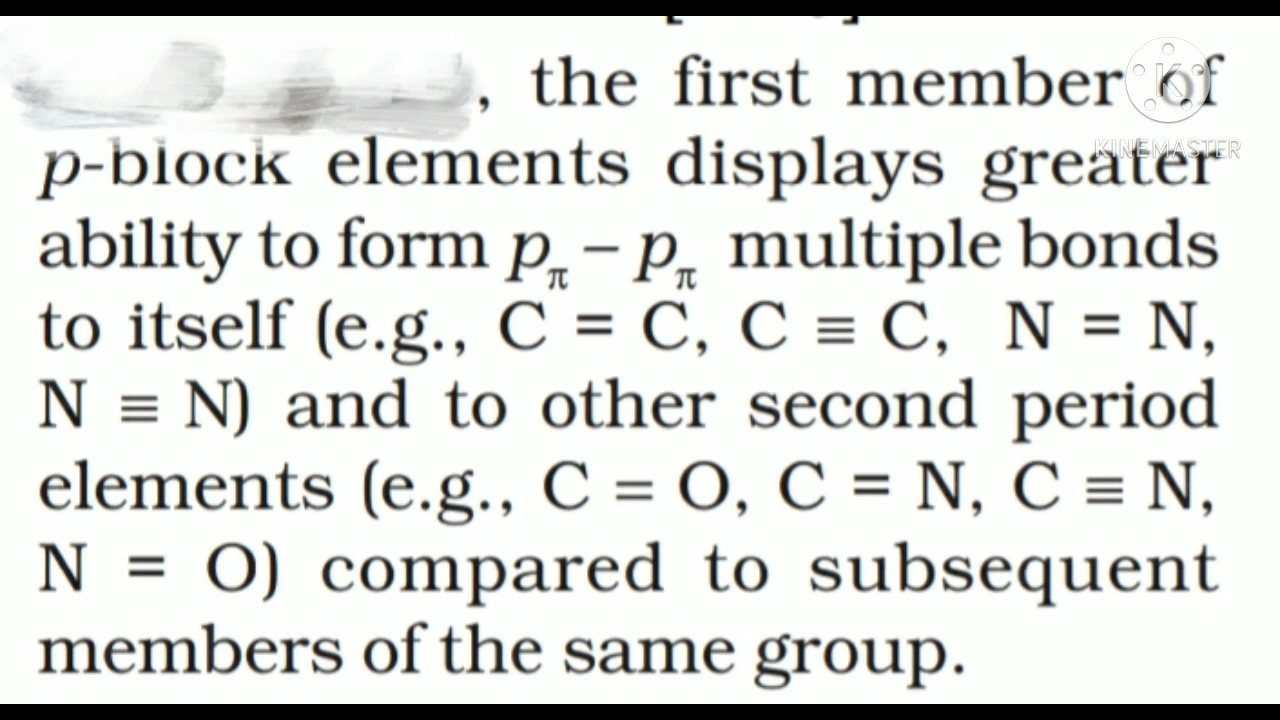 , the first member of
p-block elements displays greater
ability to form pπ – pπ multiple bonds
to itself (e.g., C = C, C ≡ C, N = N,
N ≡ N) and to other second period
elements (e.g., C = O, C = N, C ≡ N,
N = O) compared to subsequent
members of the same group.
K
KINEMASTER